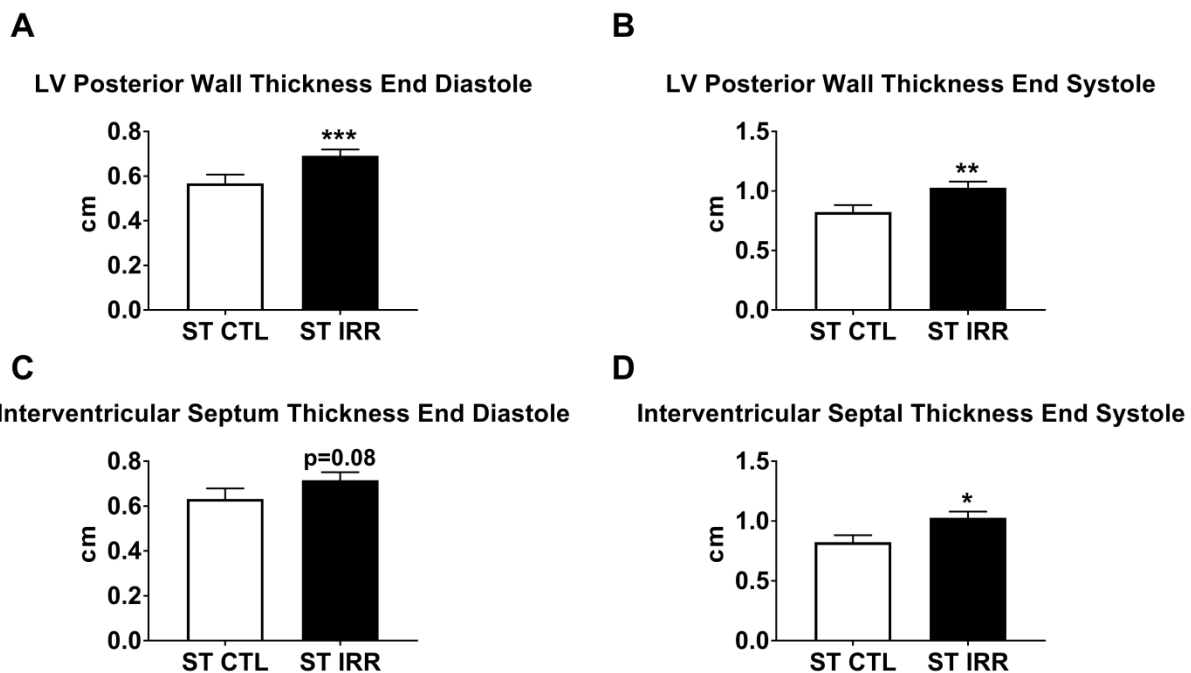 A
LV Posterior Wall Thickness End Diastole
0.8
0.6
0.4
0.2
0.0
cm
***
ST CTL ST IRR
B
LV Posterior Wall Thickness End Systole
1.5
1.0
0.5
0.0
cm
**
ST CTL ST IRR
C
Interventricular Septum Thickness End Diastole
0.8
0.6
0.4
0.2
0.0
cm
p=0.08
ST CTL ST IRR
D
Interventricular Septal Thickness End Systole
1.5
1.0
0.5
0.0
cm
*
ST CTL ST IRR